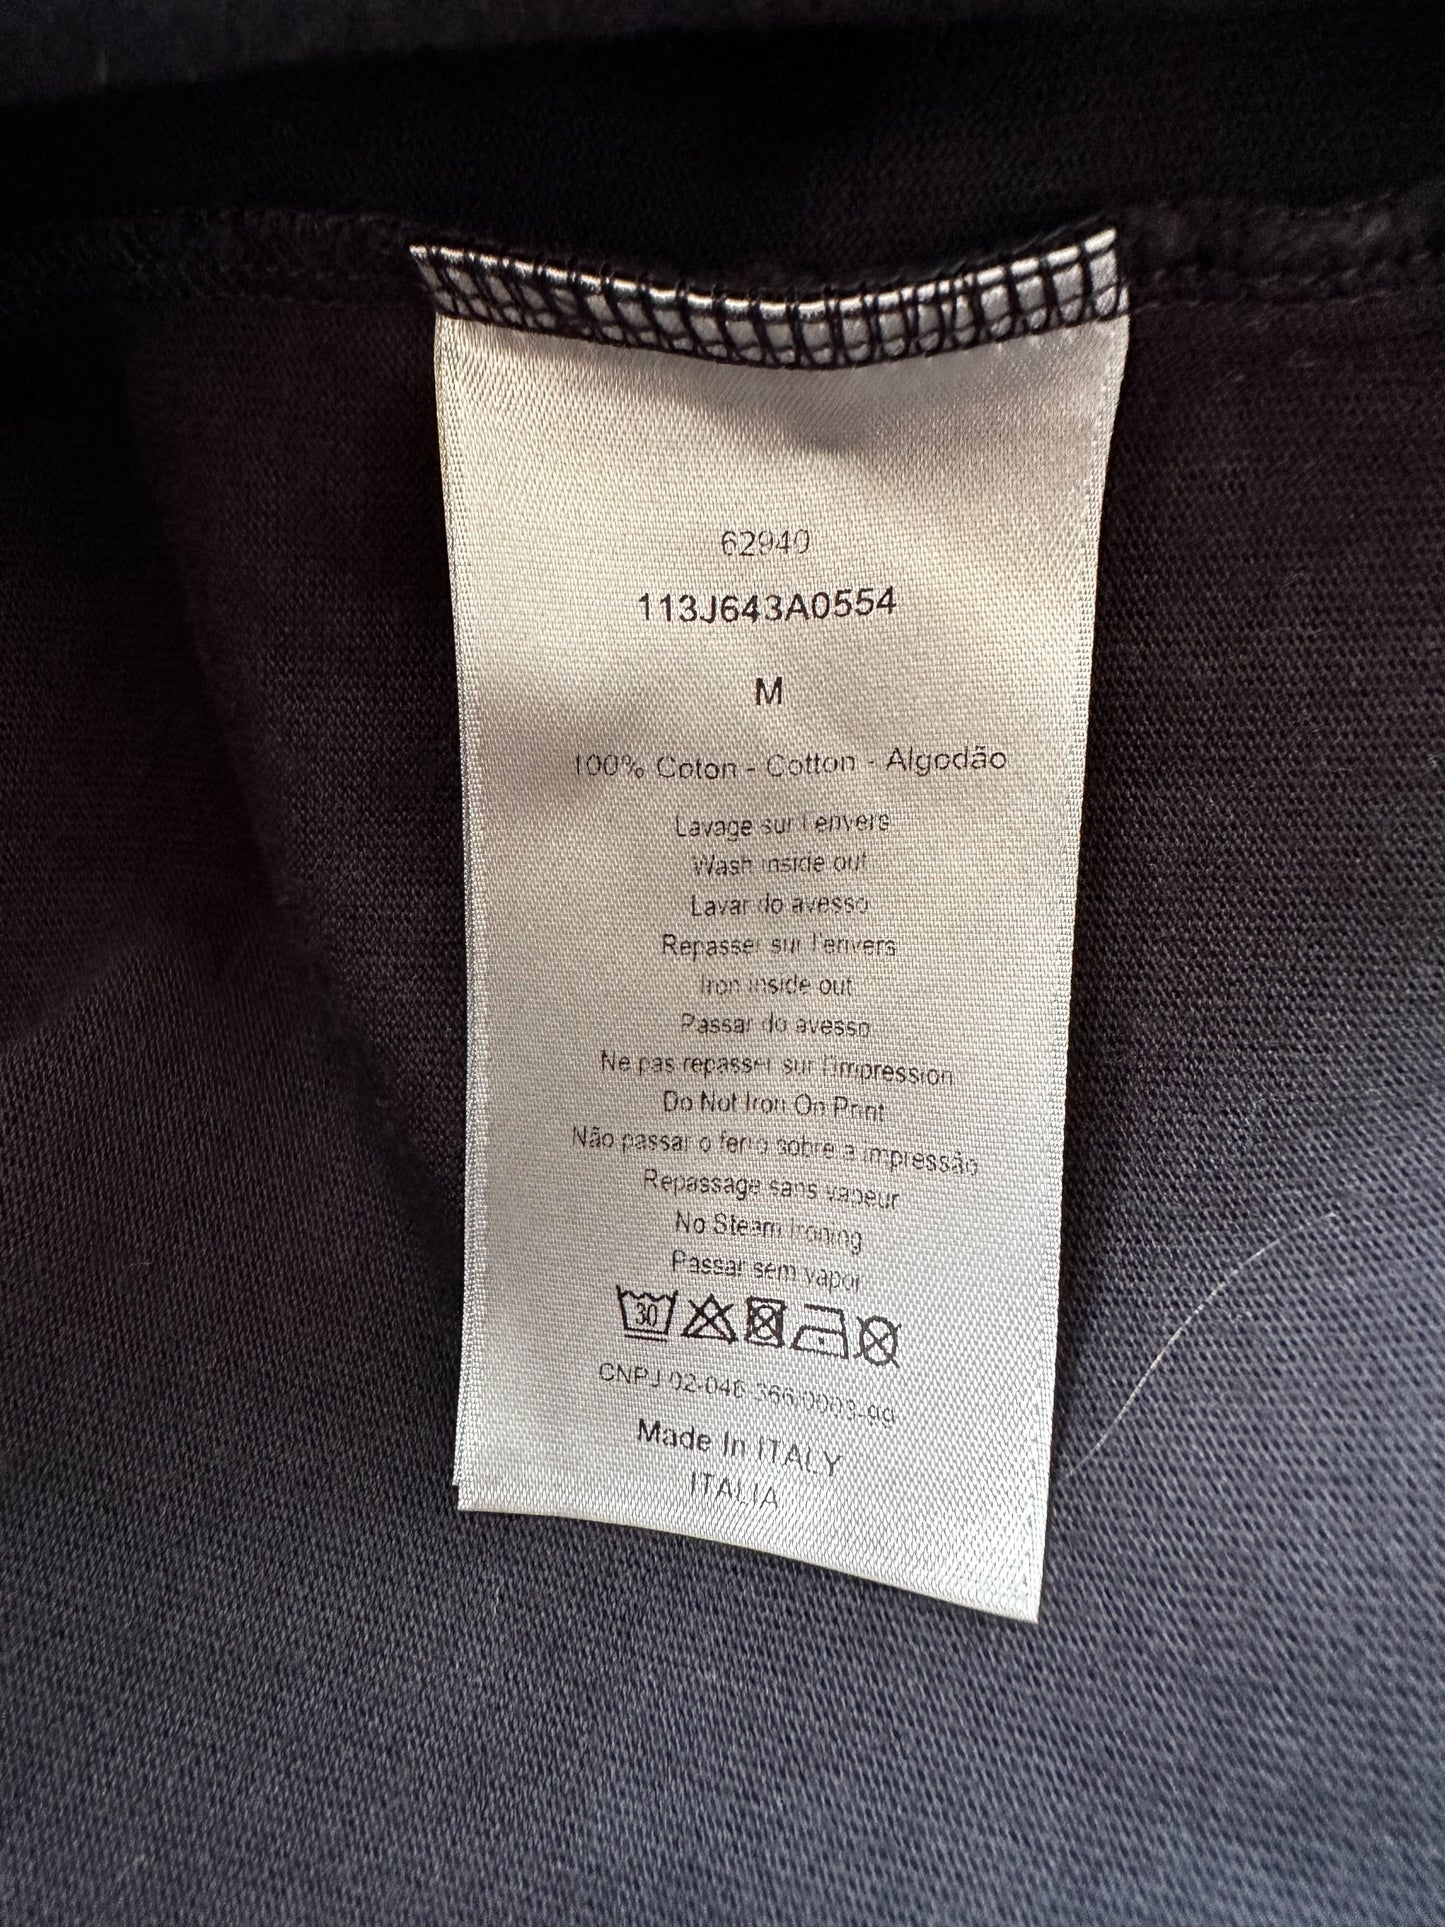 62940
113J643A0554
M
100% Coton - Cotton - Algodão
Lavage sur l'envers
Wash inside out
Lavar do avesso
Repasser sur l'envers
Iron inside out
Passar do avesso
Ne pas repasser sur l'impression
Do Not Iron On Print
Não passar o ferro sobre a impressão
Repassage sans vapeur
No Steam Ironing
Passar sem vapor
30
CNPJ 02-046-366/0003-
Made In ITALY
ITALIA